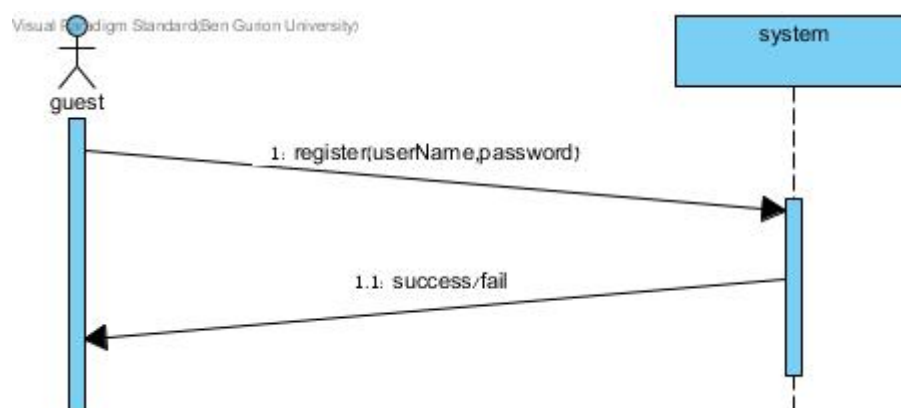 Visual Paradigm Standard(Ben Gurion University)
system
guest
1: register(userName,password)
1.1: success/fail